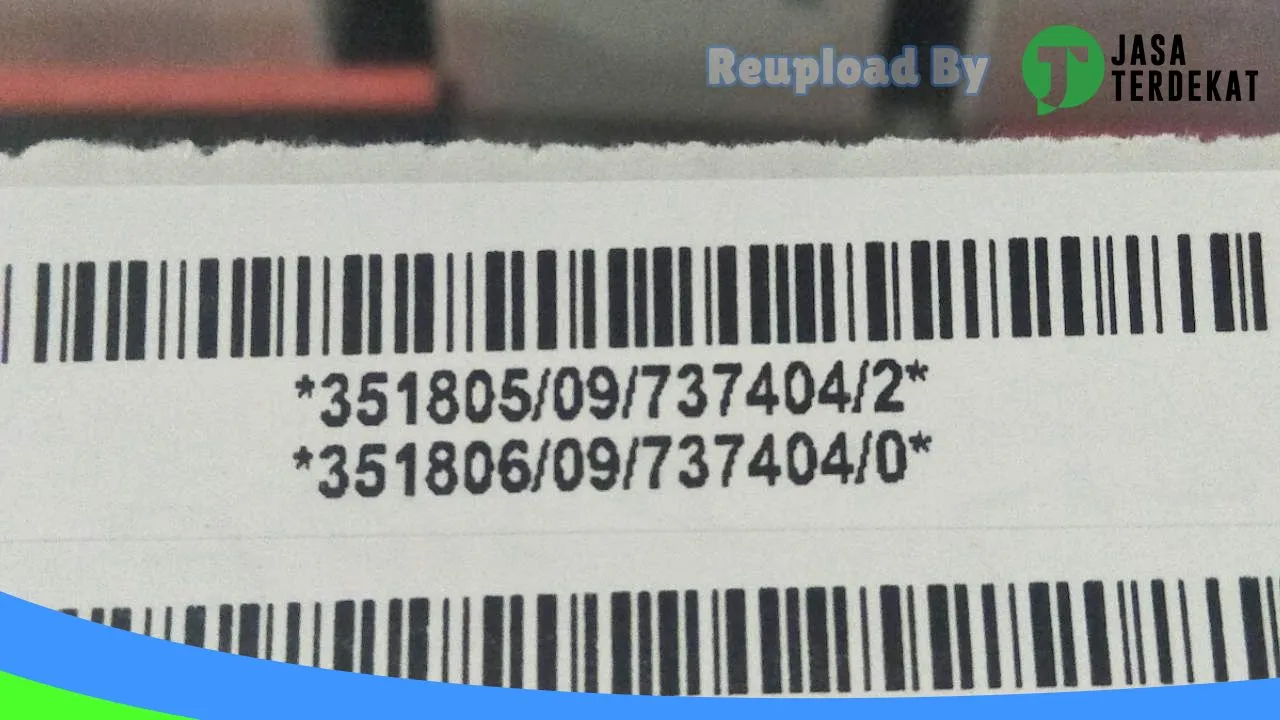 Reupload By
JASA
TERDEKAT
*351805/09/737404/2*
*351806/09/737404/0*